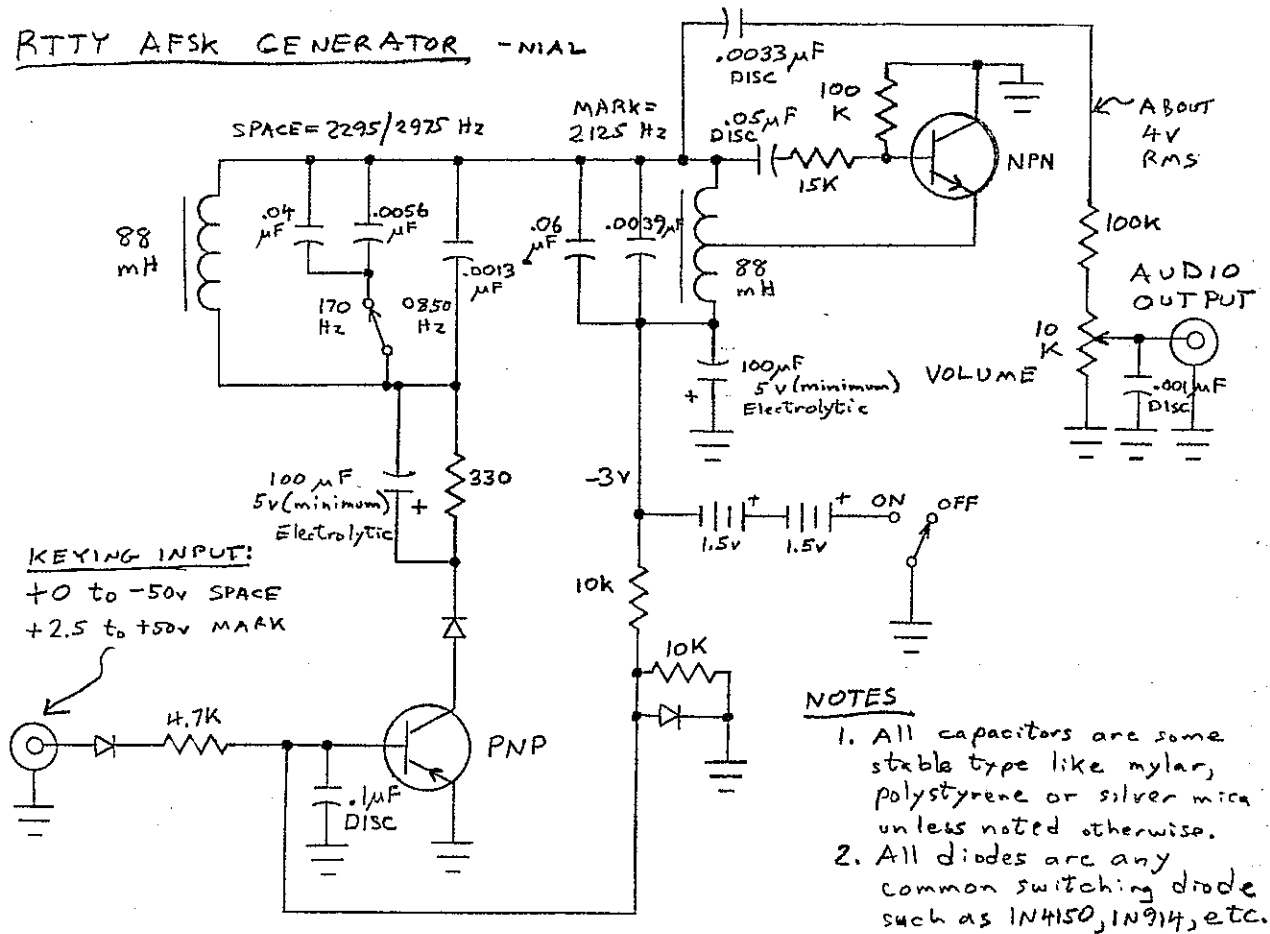 RTTY AFSK GENERATOR -N1AL
.0033µF
DISC
SPACE=2295/2975 Hz
MARK=
2125 Hz
.05µF
DISC
100
K
15K
NPN
ABOUT
4V
RMS
88
mH
.04
µF
.0056
µF
.0013
µF
.06
µF
.0039µF
88
mH
170
Hz
850
Hz
100K
AUDIO
OUTPUT
10
K
VOLUME
.001µF
DISC
100µF
5v(minimum)
Electrolytic
+
100µF
5v(minimum)
Electrolytic
+
330
-3v
+
+
ON
OFF
1.5v
1.5v
KEYING INPUT:
+0 to -50v SPACE
+2.5 to +50v MARK
10k
10K
4.7K
PNP
.1µF
DISC
NOTES
1. All capacitors are some
stable type like mylar,
polystyrene or silver mica
unless noted otherwise.
2. All diodes are any
common switching diode
such as 1N4150, 1N914, etc.